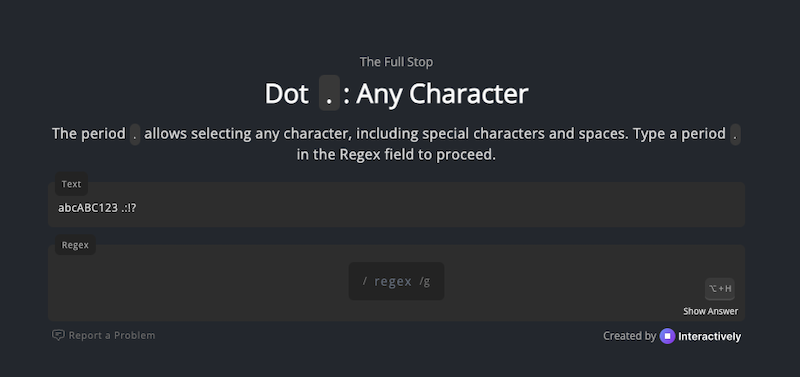 The Full Stop
Dot . : Any Character
The period . allows selecting any character, including special characters and spaces. Type a period .
in the Regex field to proceed.
Text
abcABC123 .:!?
Regex
/ regex /g
⌥+H
Show Answer
Report a Problem
Created by Interactively